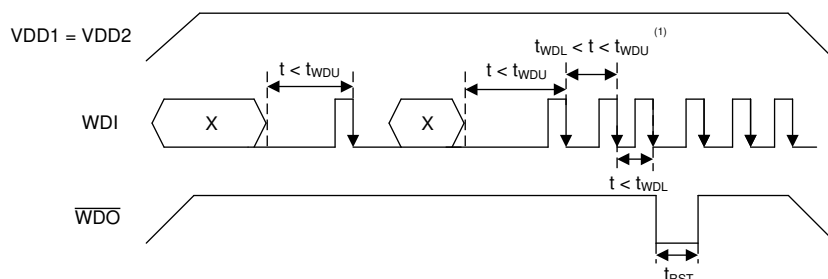 VDD1 = VDD2
tWDL < t < tWDU (1)
t < tWDU
t < tWDU
WDI
X
X
t < tWDL
WDO
tRST